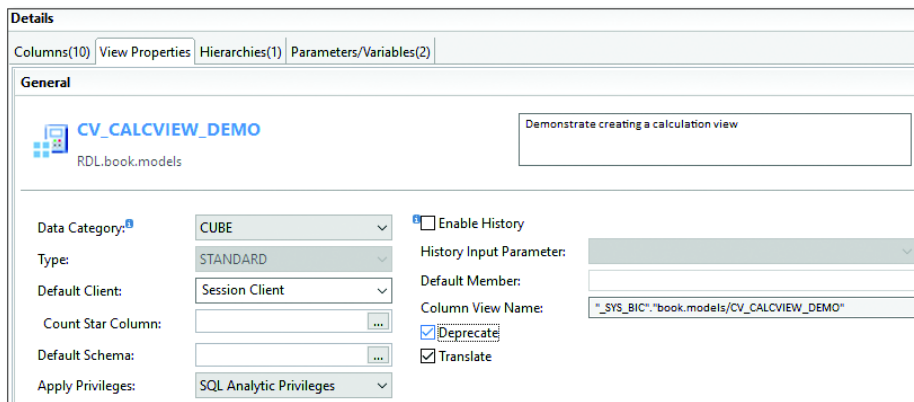 Details
Columns(10) View Properties Hierarchies(1) Parameters/Variables(2)
General
CV_CALCVIEW_DEMO
RDL.book.models
Demonstrate creating a calculation view
Data Category: CUBE
Type: STANDARD
Default Client: Session Client
Count Star Column: ...
Default Schema: ...
Apply Privileges: SQL Analytic Privileges
Enable History
History Input Parameter:
Default Member:
Column View Name: "_SYS_BIC"."book.models/CV_CALCVIEW_DEMO"
Deprecate
Translate